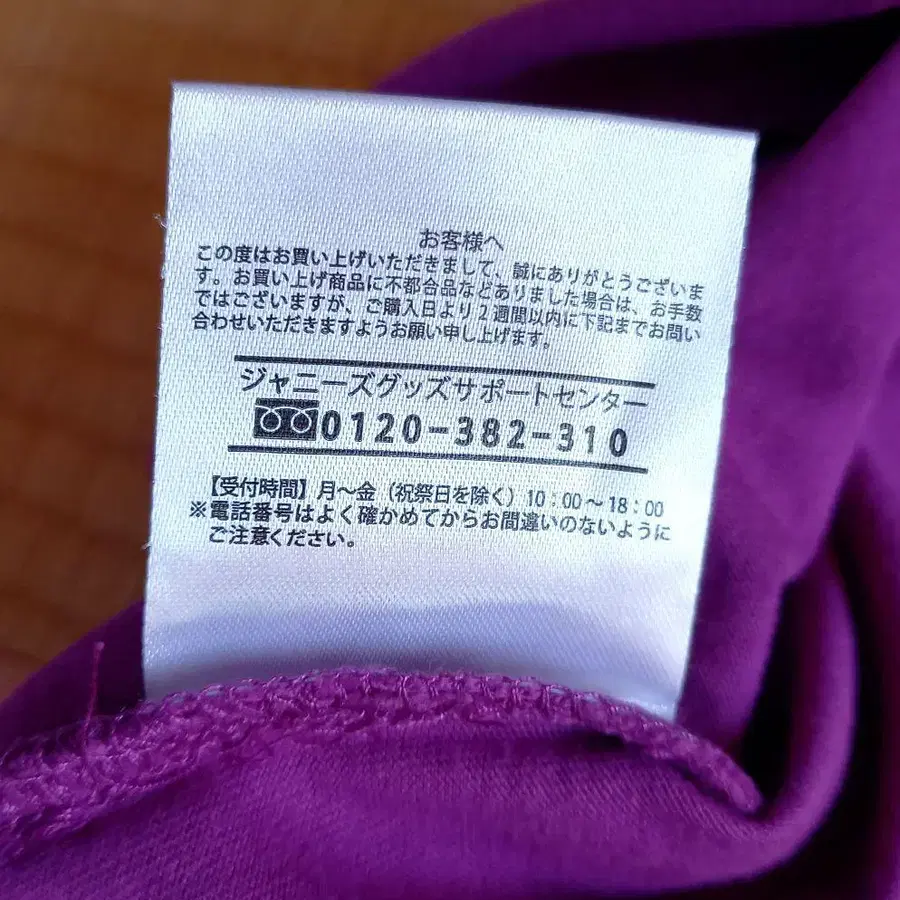 お客様へ
この度はお買い上げいただきまして、誠にありがとうございま
す。お買い上げ商品に不都合品などありました場合は、お手数
ではございますが、ご購入日より2週間以内に下記までお問い
合わせいただきますようお願い申し上げます。
ジャニーズグッズサポートセンター
0120-382-310
【受付時間】月〜金（祝祭日を除く）10:00〜18:00
※電話番号はよく確かめてからお間違いのないように
ご注意ください。